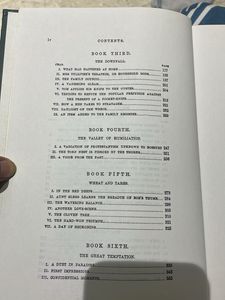 iv CONTENTS.
BOOK THIRD.
THE DOWNFALL.
CHAP. PAGE
I. WHAT HAD HAPPENED AT HOME
II. MRS TULLIVER'S TERAPHIM, OR HOUSEHOLD GODS
III. THE FAMILY COUNCIL
IV. A VANISHING GLEAM
V. TOM APPLIES HIS KNIFE TO THE OYSTER
VI. TENDING TO REFUTE THE POPULAR PREJUDICE AGAINST
THE PRESENT OF A POCKET-KNIFE
VII. HOW A HEN TAKES TO STRATAGEM
VIII. DAYLIGHT ON THE WRECK
IX. AN ITEM ADDED TO THE FAMILY REGISTER
BOOK FOURTH.
THE VALLEY OF HUMILIATION
I. A VARIATION OF PROTESTANTISM UNKNOWN TO BOSSUET 247
II. THE TORN NEST IS PIERCED BY THE THORNS
III. A VOICE FROM THE PAST
BOOK FIFTH.
WHEAT AND TARES.
I. IN THE RED DEEPS
II. AUNT GLEGG LEARNS THE BREADTH OF BOB'S THUMB
III. THE WAVERING BALANCE
IV. ANOTHER LOVE-SCENE
V. THE CLOVEN TREE
VI. THE HARD-WON TRIUMPH
VII. A DAY OF RECKONING
BOOK SIXTH.
THE GREAT TEMPTATION.
I. A DUET IN PARADISE
II. FIRST IMPRESSIONS
III. CONFIDENTIAL MOMENTS